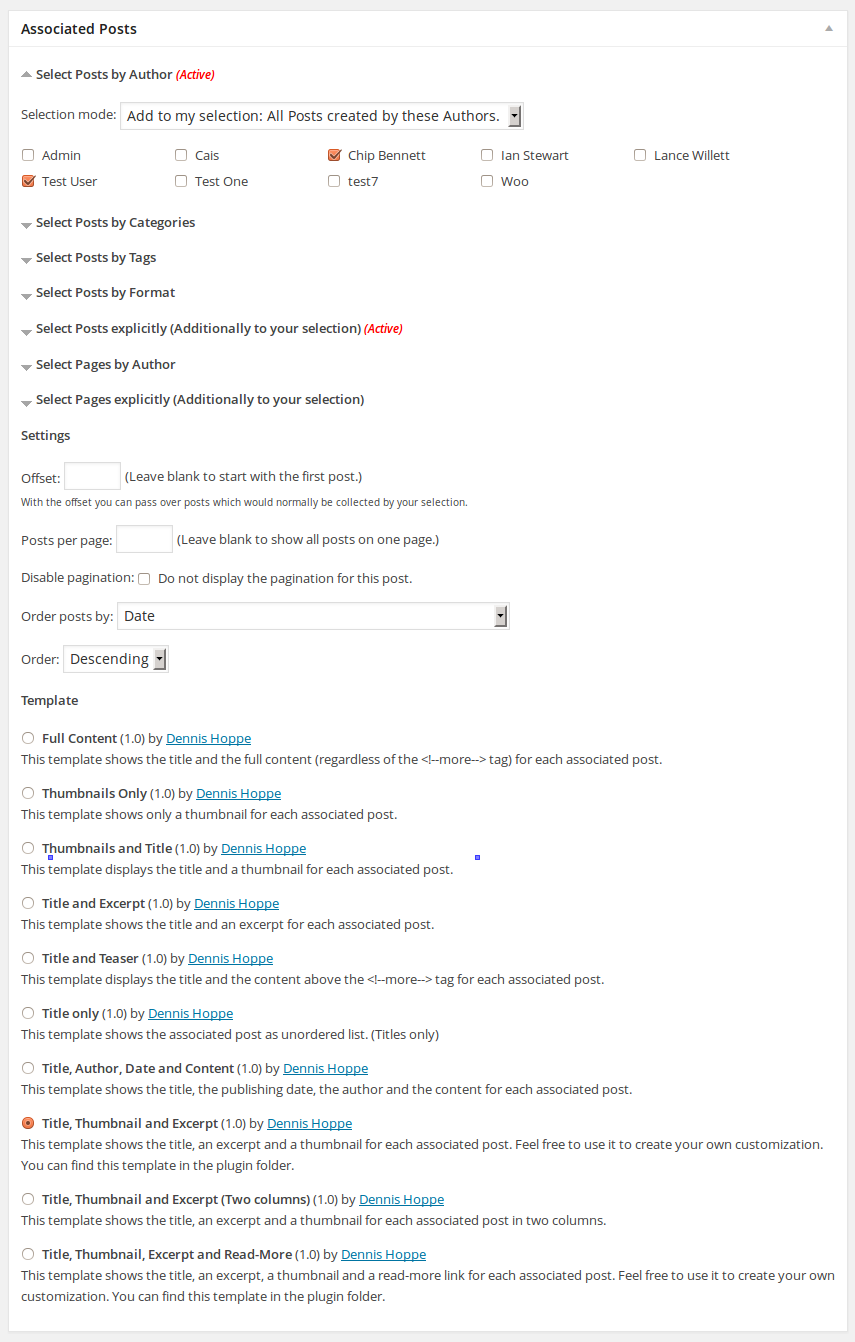 Associated Posts
Select Posts by Author (Active)
Selection mode: Add to my selection: All Posts created by these Authors.
Admin Cais Chip Bennett Ian Stewart Lance Willett
Test User Test One test7 Woo
Select Posts by Categories
Select Posts by Tags
Select Posts by Format
Select Posts explicitly (Additionally to your selection) (Active)
Select Pages by Author
Select Pages explicitly (Additionally to your selection)
Settings
Offset: (Leave blank to start with the first post.)
With the offset you can pass over posts which would normally be collected by your selection.
Posts per page: (Leave blank to show all posts on one page.)
Disable pagination: Do not display the pagination for this post.
Order posts by: Date
Order: Descending
Template
Full Content (1.0) by Dennis Hoppe
This template shows the title and the full content (regardless of the <!--more--> tag) for each associated post.
Thumbnails Only (1.0) by Dennis Hoppe
This template shows only a thumbnail for each associated post.
Thumbnails and Title (1.0) by Dennis Hoppe
This template displays the title and a thumbnail for each associated post.
Title and Excerpt (1.0) by Dennis Hoppe
This template shows the title and an excerpt for each associated post.
Title and Teaser (1.0) by Dennis Hoppe
This template displays the title and the content above the <!--more--> tag for each associated post.
Title only (1.0) by Dennis Hoppe
This template shows the associated post as unordered list. (Titles only)
Title, Author, Date and Content (1.0) by Dennis Hoppe
This template shows the title, the publishing date, the author and the content for each associated post.
Title, Thumbnail and Excerpt (1.0) by Dennis Hoppe
This template shows the title, an excerpt and a thumbnail for each associated post. Feel free to use it to create your own customization.
You can find this template in the plugin folder.
Title, Thumbnail and Excerpt (Two columns) (1.0) by Dennis Hoppe
This template shows the title, an excerpt and a thumbnail for each associated post in two columns.
Title, Thumbnail, Excerpt and Read-More (1.0) by Dennis Hoppe
This template shows the title, an excerpt, a thumbnail and a read-more link for each associated post. Feel free to use it to create your own
customization. You can find this template in the plugin folder.